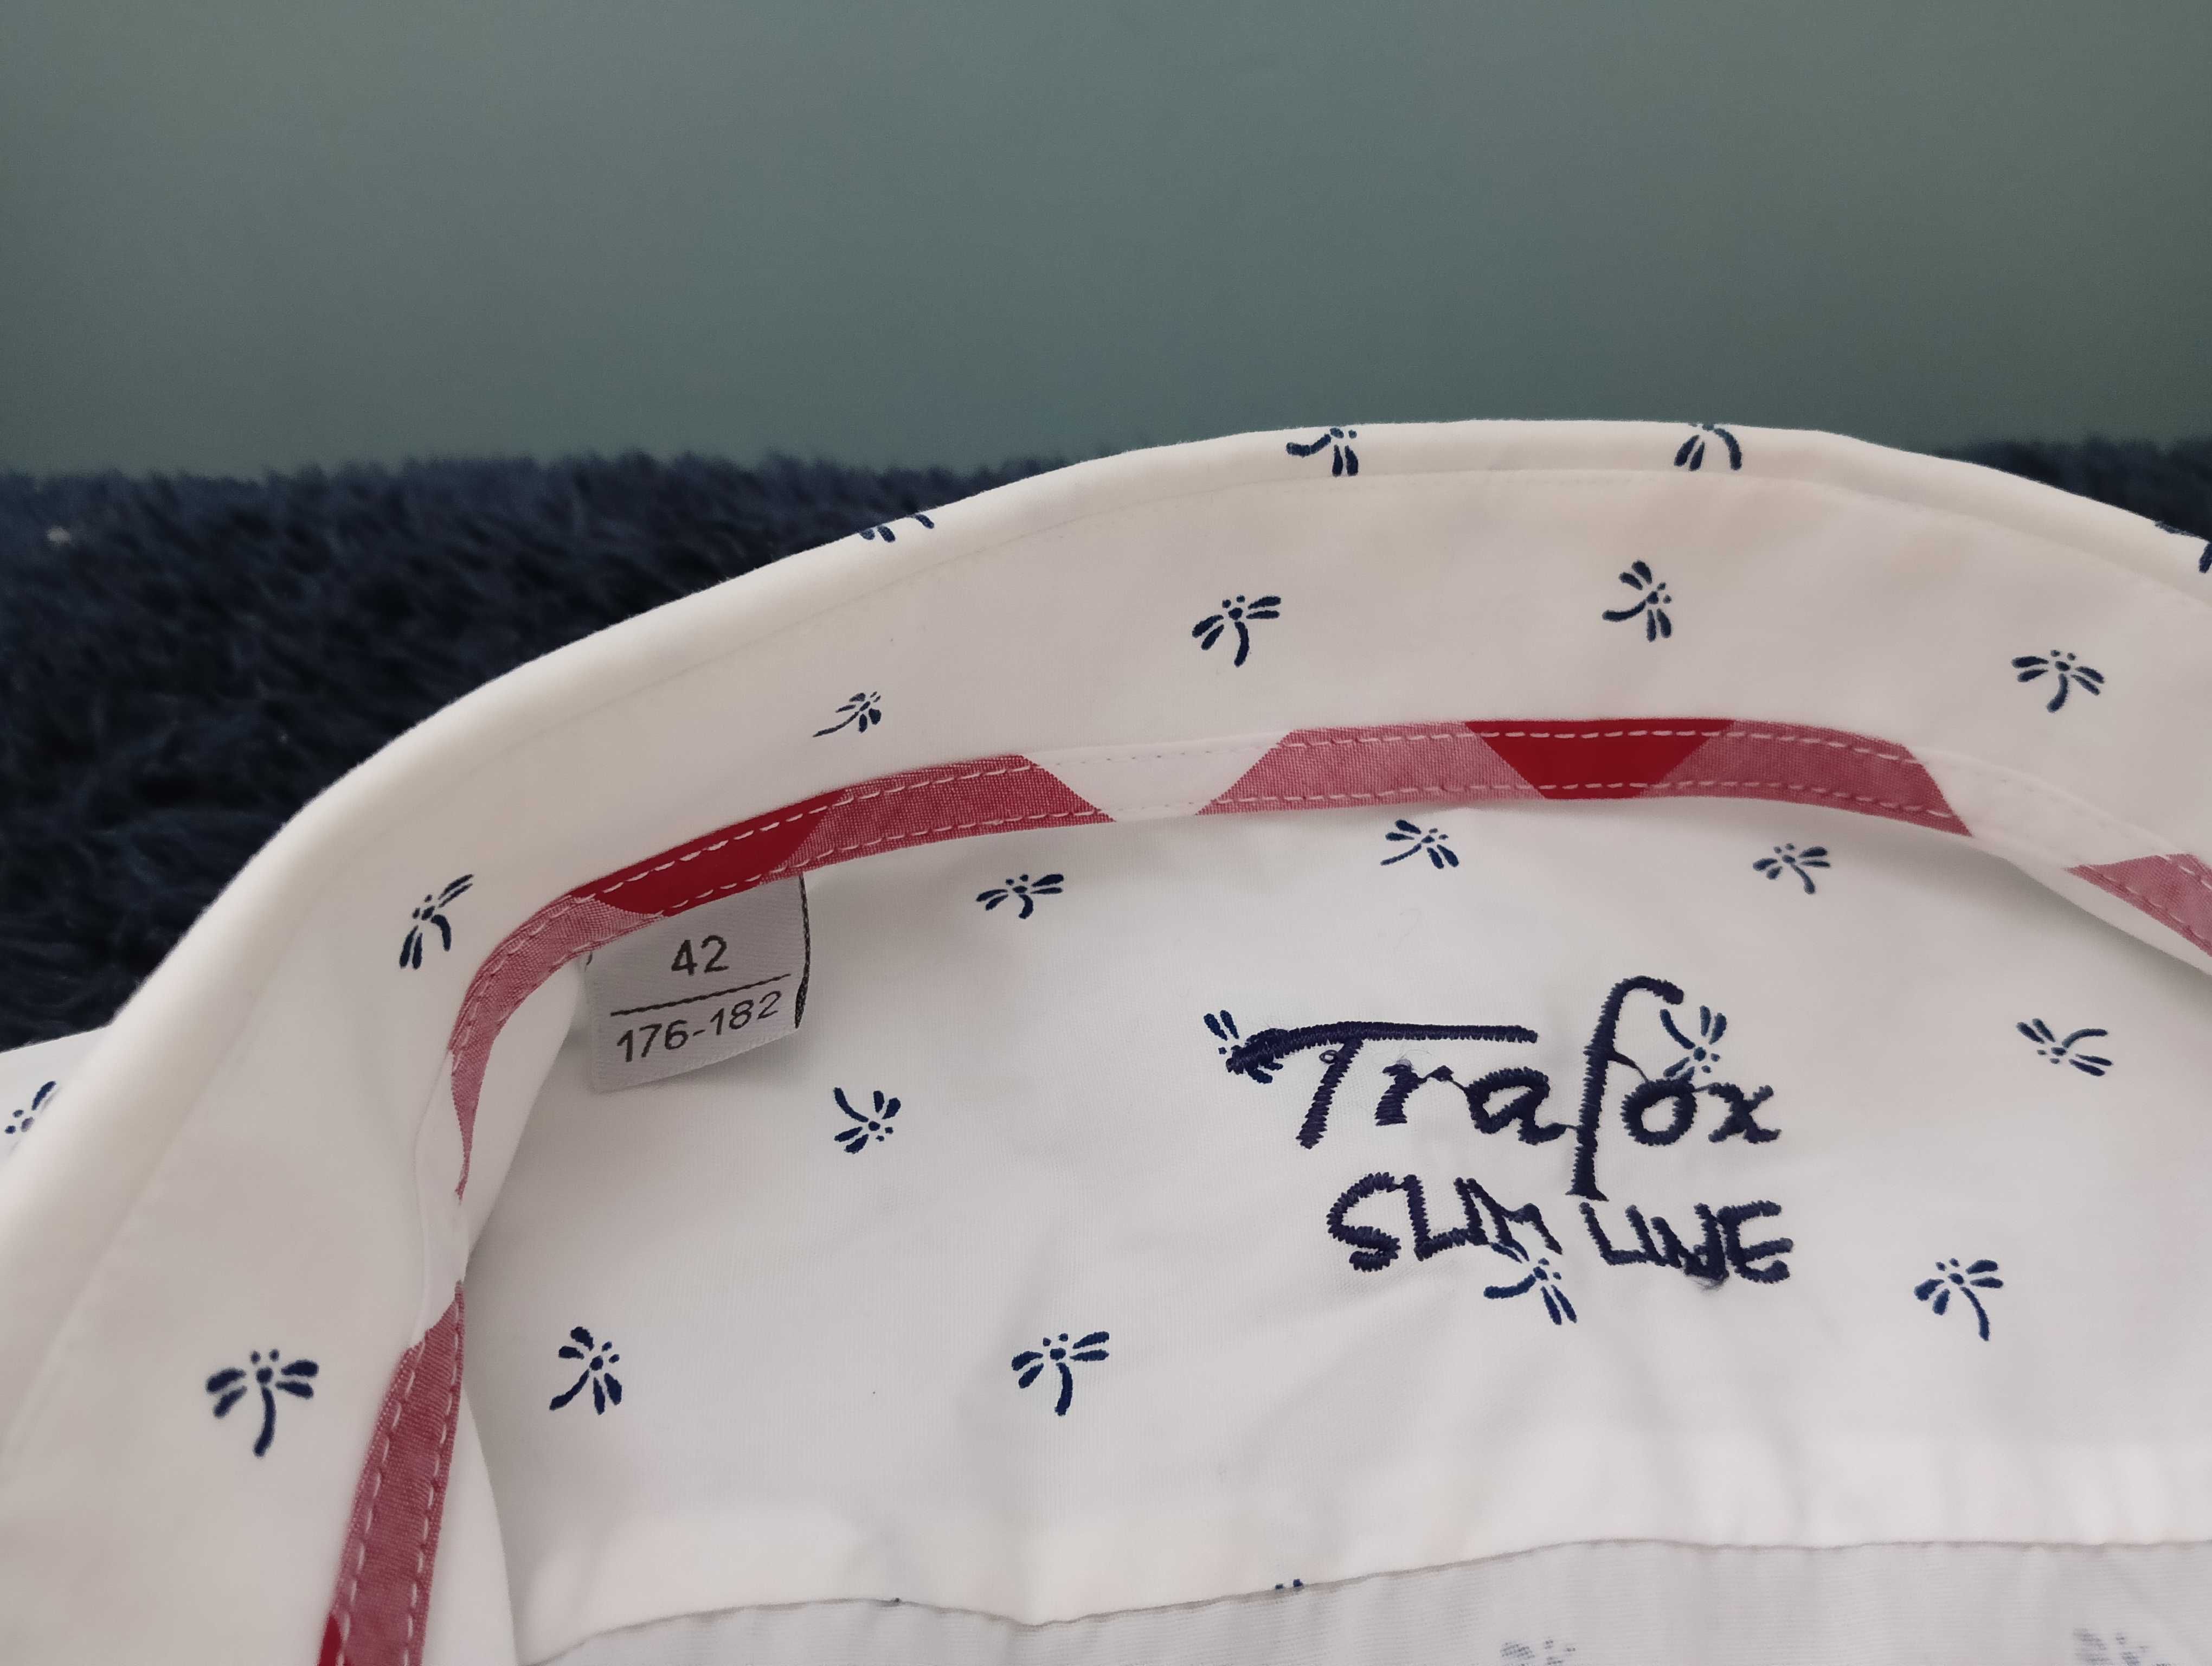 42
176-182
Trafox
SLIM LINE